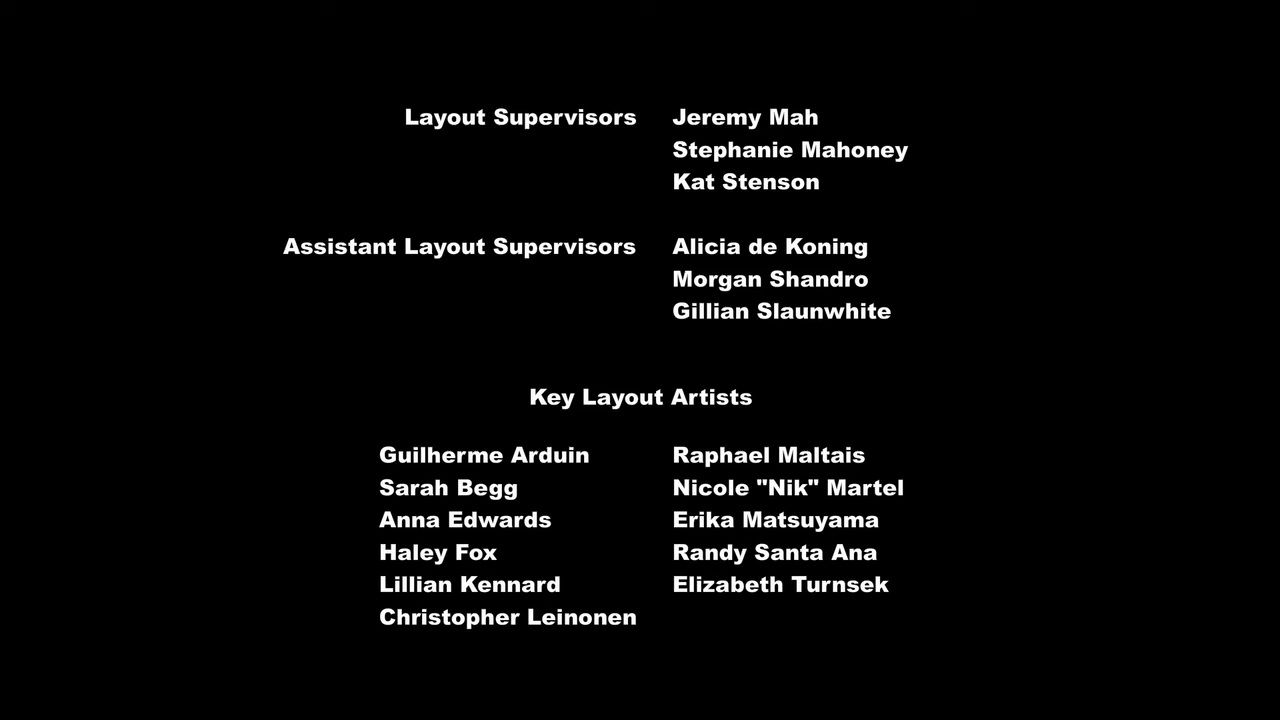 Layout Supervisors Jeremy Mah
Stephanie Mahoney
Kat Stenson
Assistant Layout Supervisors Alicia de Koning
Morgan Shandro
Gillian Slaunwhite
Key Layout Artists
Guilherme Arduin Raphael Maltais
Sarah Begg Nicole "Nik" Martel
Anna Edwards Erika Matsuyama
Haley Fox Randy Santa Ana
Lillian Kennard Elizabeth Turnsek
Christopher Leinonen